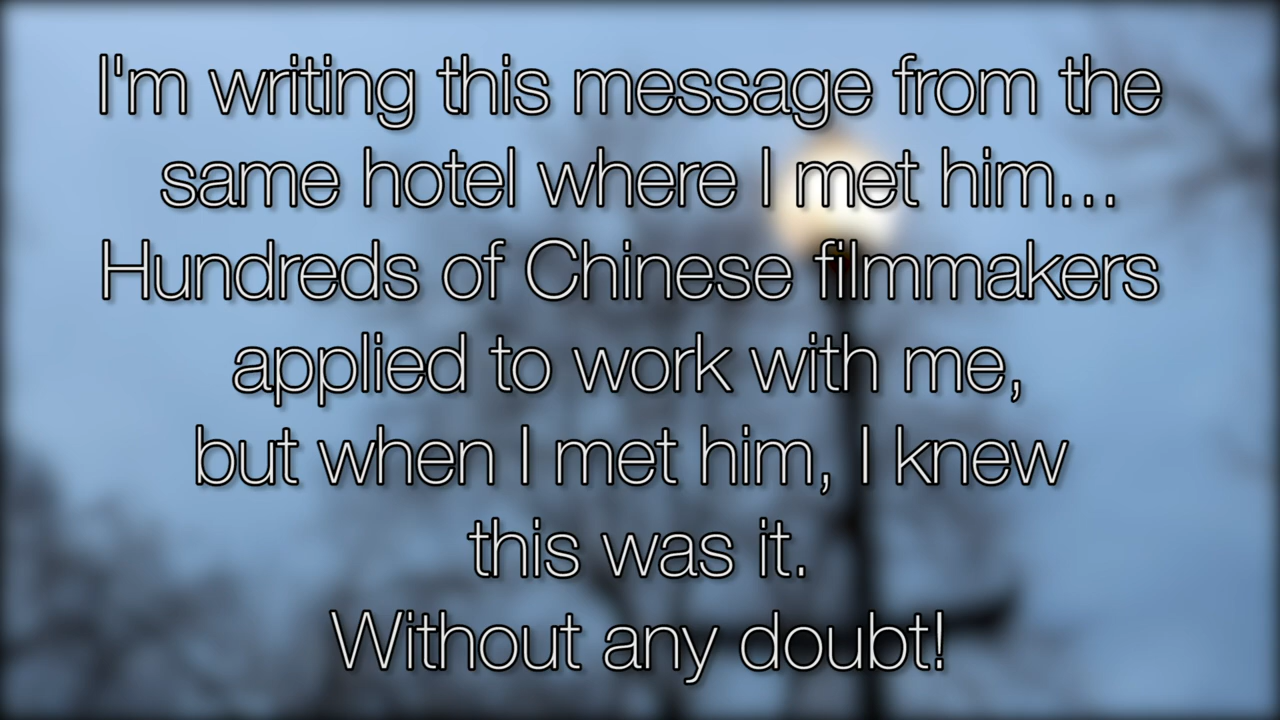 I'm writing this message from the
same hotel where I met him...
Hundreds of Chinese filmmakers
applied to work with me,
but when I met him, I knew
this was it.
Without any doubt!